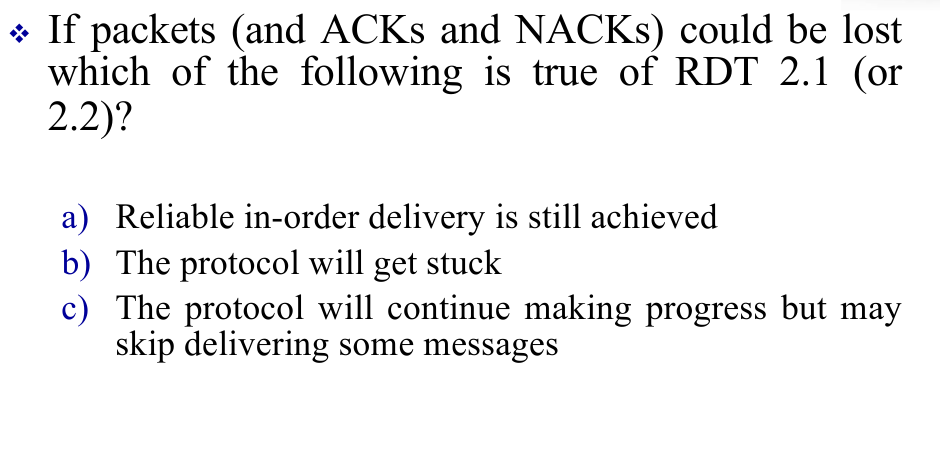 ❖ If packets (and ACKs and NACKs) could be lost
which of the following is true of RDT 2.1 (or
2.2)?
a) Reliable in-order delivery is still achieved
b) The protocol will get stuck
c) The protocol will continue making progress but may
skip delivering some messages